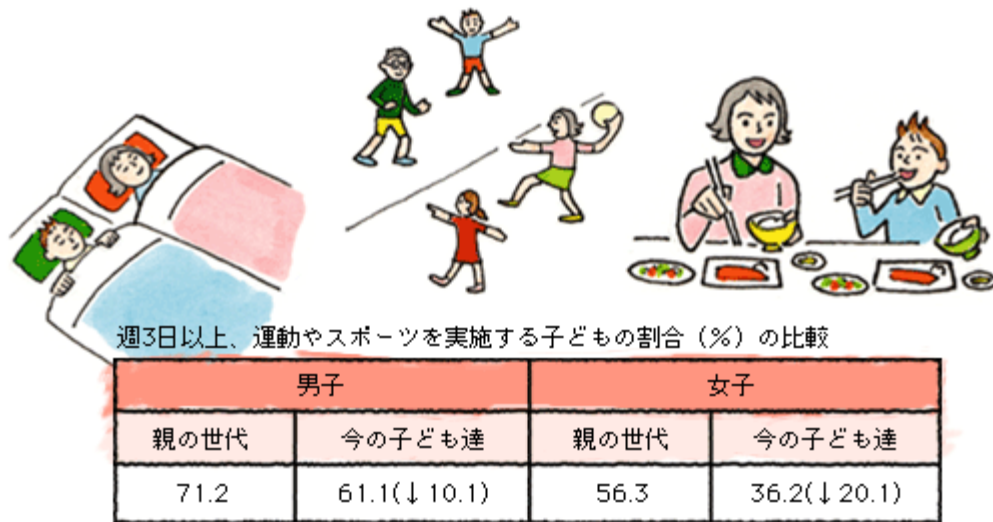 週3日以上、運動やスポーツを実施する子どもの割合（％）の比較
男子 女子
親の世代 今の子ども達 親の世代 今の子ども達
71.2 61.1(↓10.1) 56.3 36.2(↓20.1)